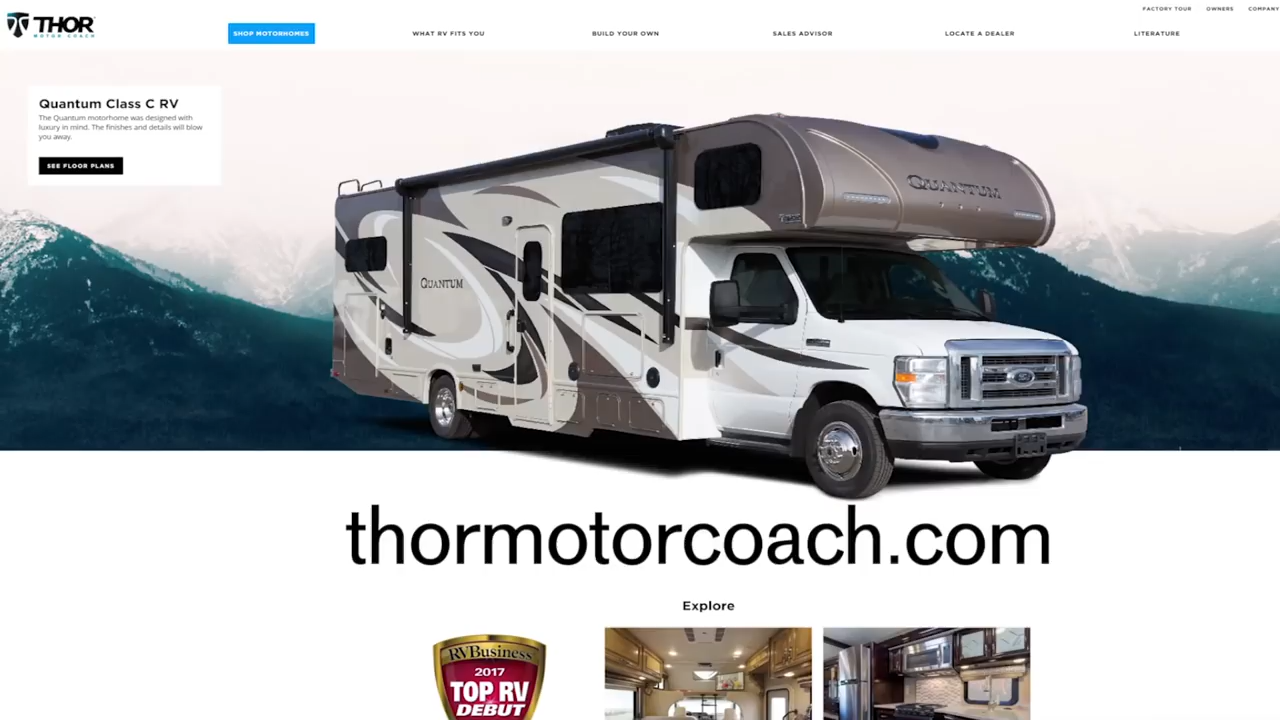 FACTORY TOUR OWNERS COMPANY
THOR
MOTOR COACH
SHOP MOTORHOMES WHAT RV FITS YOU BUILD YOUR OWN SALES ADVISOR LOCATE A DEALER LITERATURE
Quantum Class C RV
The Quantum motorhome was designed with
luxury in mind. The finishes and details will blow
you away.
SEE FLOOR PLANS
QUANTUM
QUANTUM
Ford
thormotorcoach.com
Explore
RVBusiness
2017
TOP RV
DEBUT